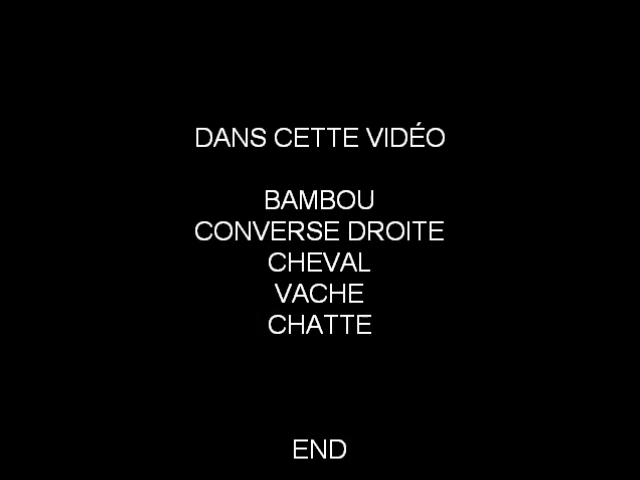 DANS CETTE VIDÉO
BAMBOU
CONVERSE DROITE
CHEVAL
VACHE
CHATTE
END